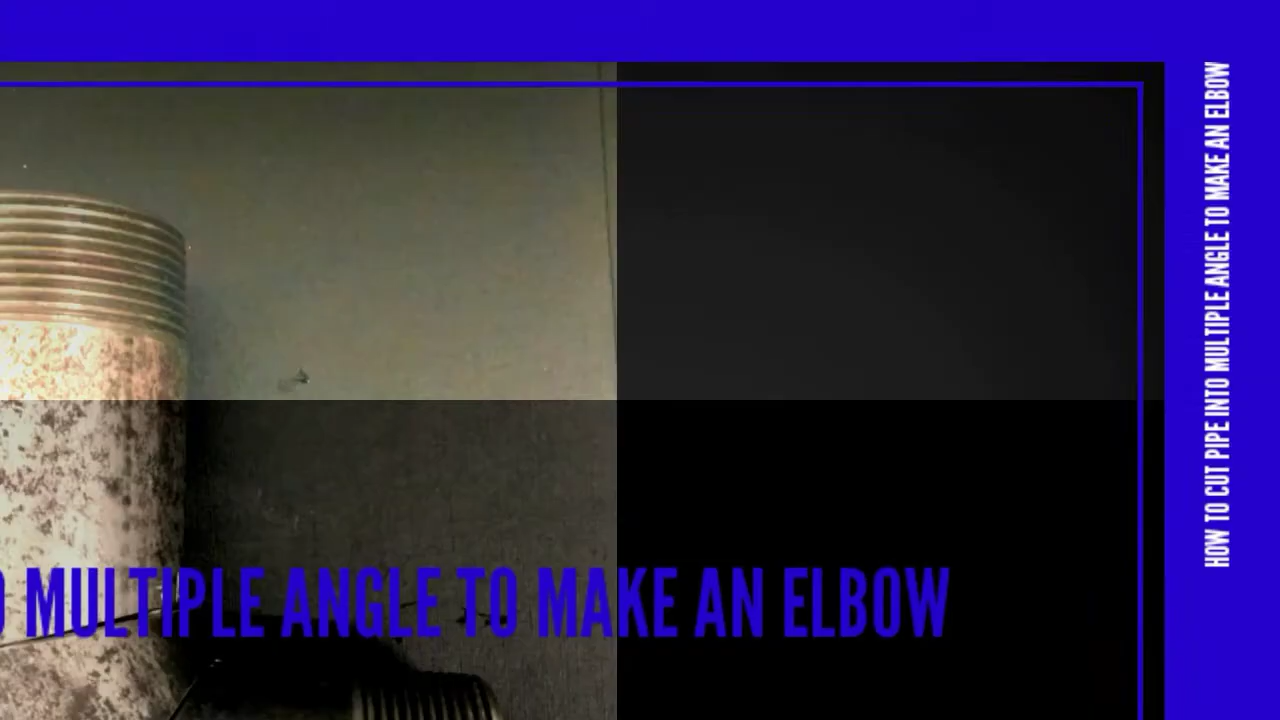 MULTIPLE ANGLE TO MAKE AN ELBOW
HOW TO CUT PIPE INTO MULTIPLE ANGLE TO MAKE AN ELBOW